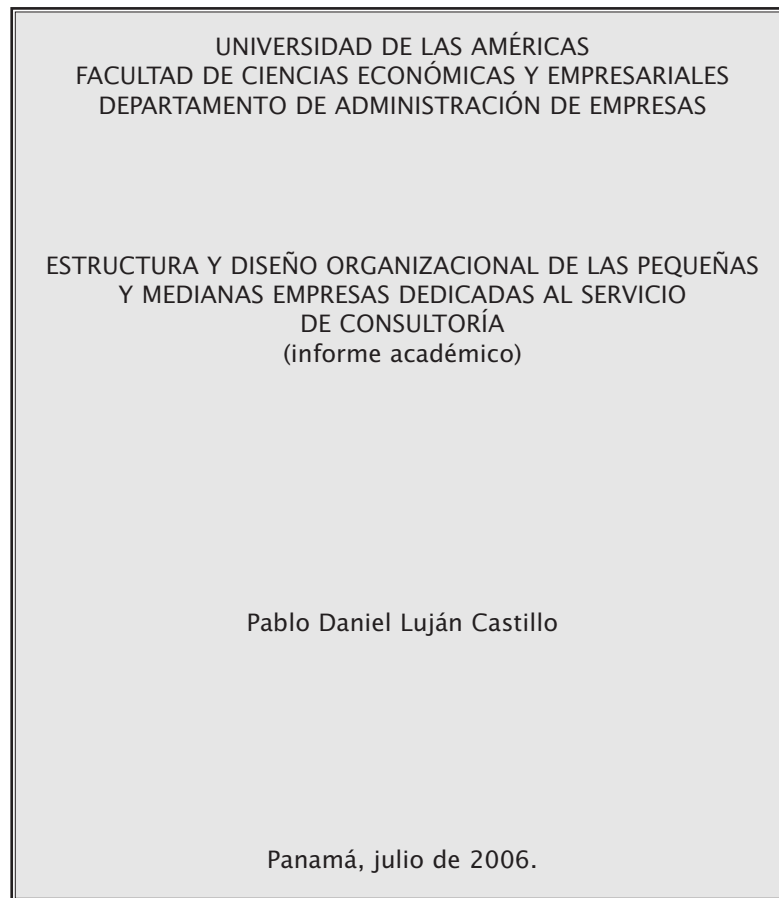 UNIVERSIDAD DE LAS AMÉRICAS
FACULTAD DE CIENCIAS ECONÓMICAS Y EMPRESARIALES
DEPARTAMENTO DE ADMINISTRACIÓN DE EMPRESAS
ESTRUCTURA Y DISEÑO ORGANIZACIONAL DE LAS PEQUEÑAS
Y MEDIANAS EMPRESAS DEDICADAS AL SERVICIO
DE CONSULTORÍA
(informe académico)
Pablo Daniel Luján Castillo
Panamá, julio de 2006.